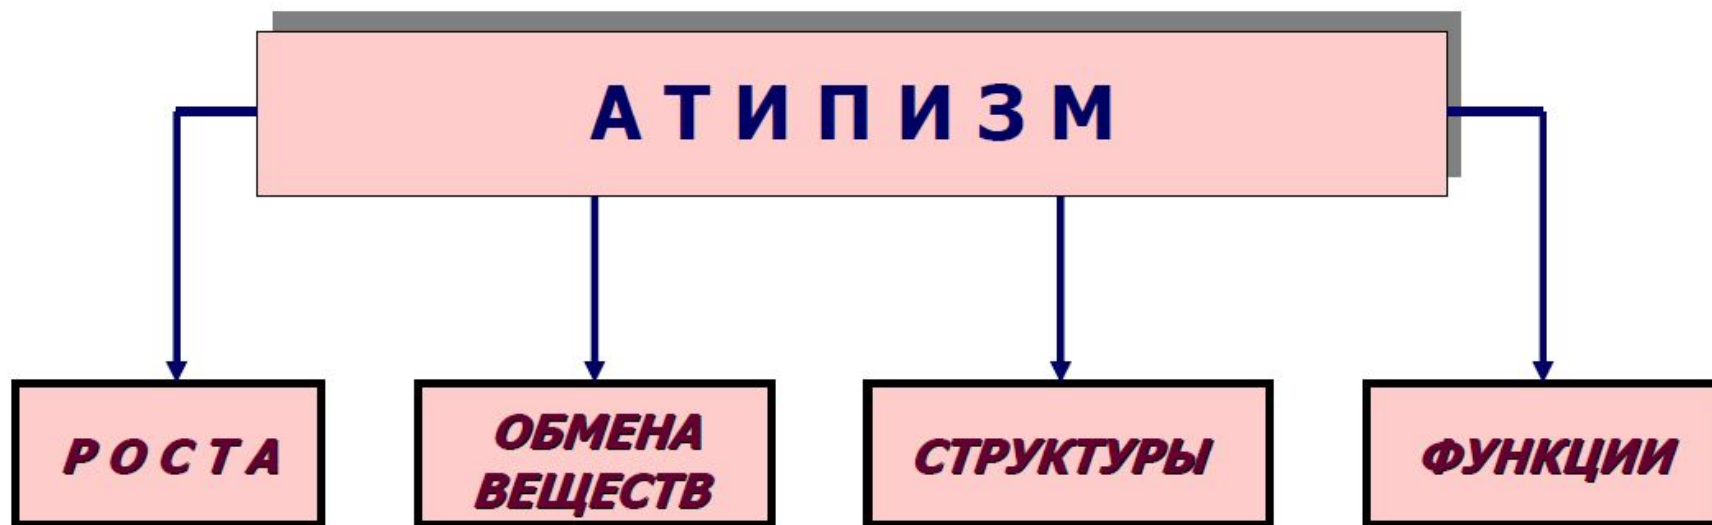 АТИПИЗМ
РОСТА
ОБМЕНА
ВЕЩЕСТВ
СТРУКТУРЫ
ФУНКЦИИ